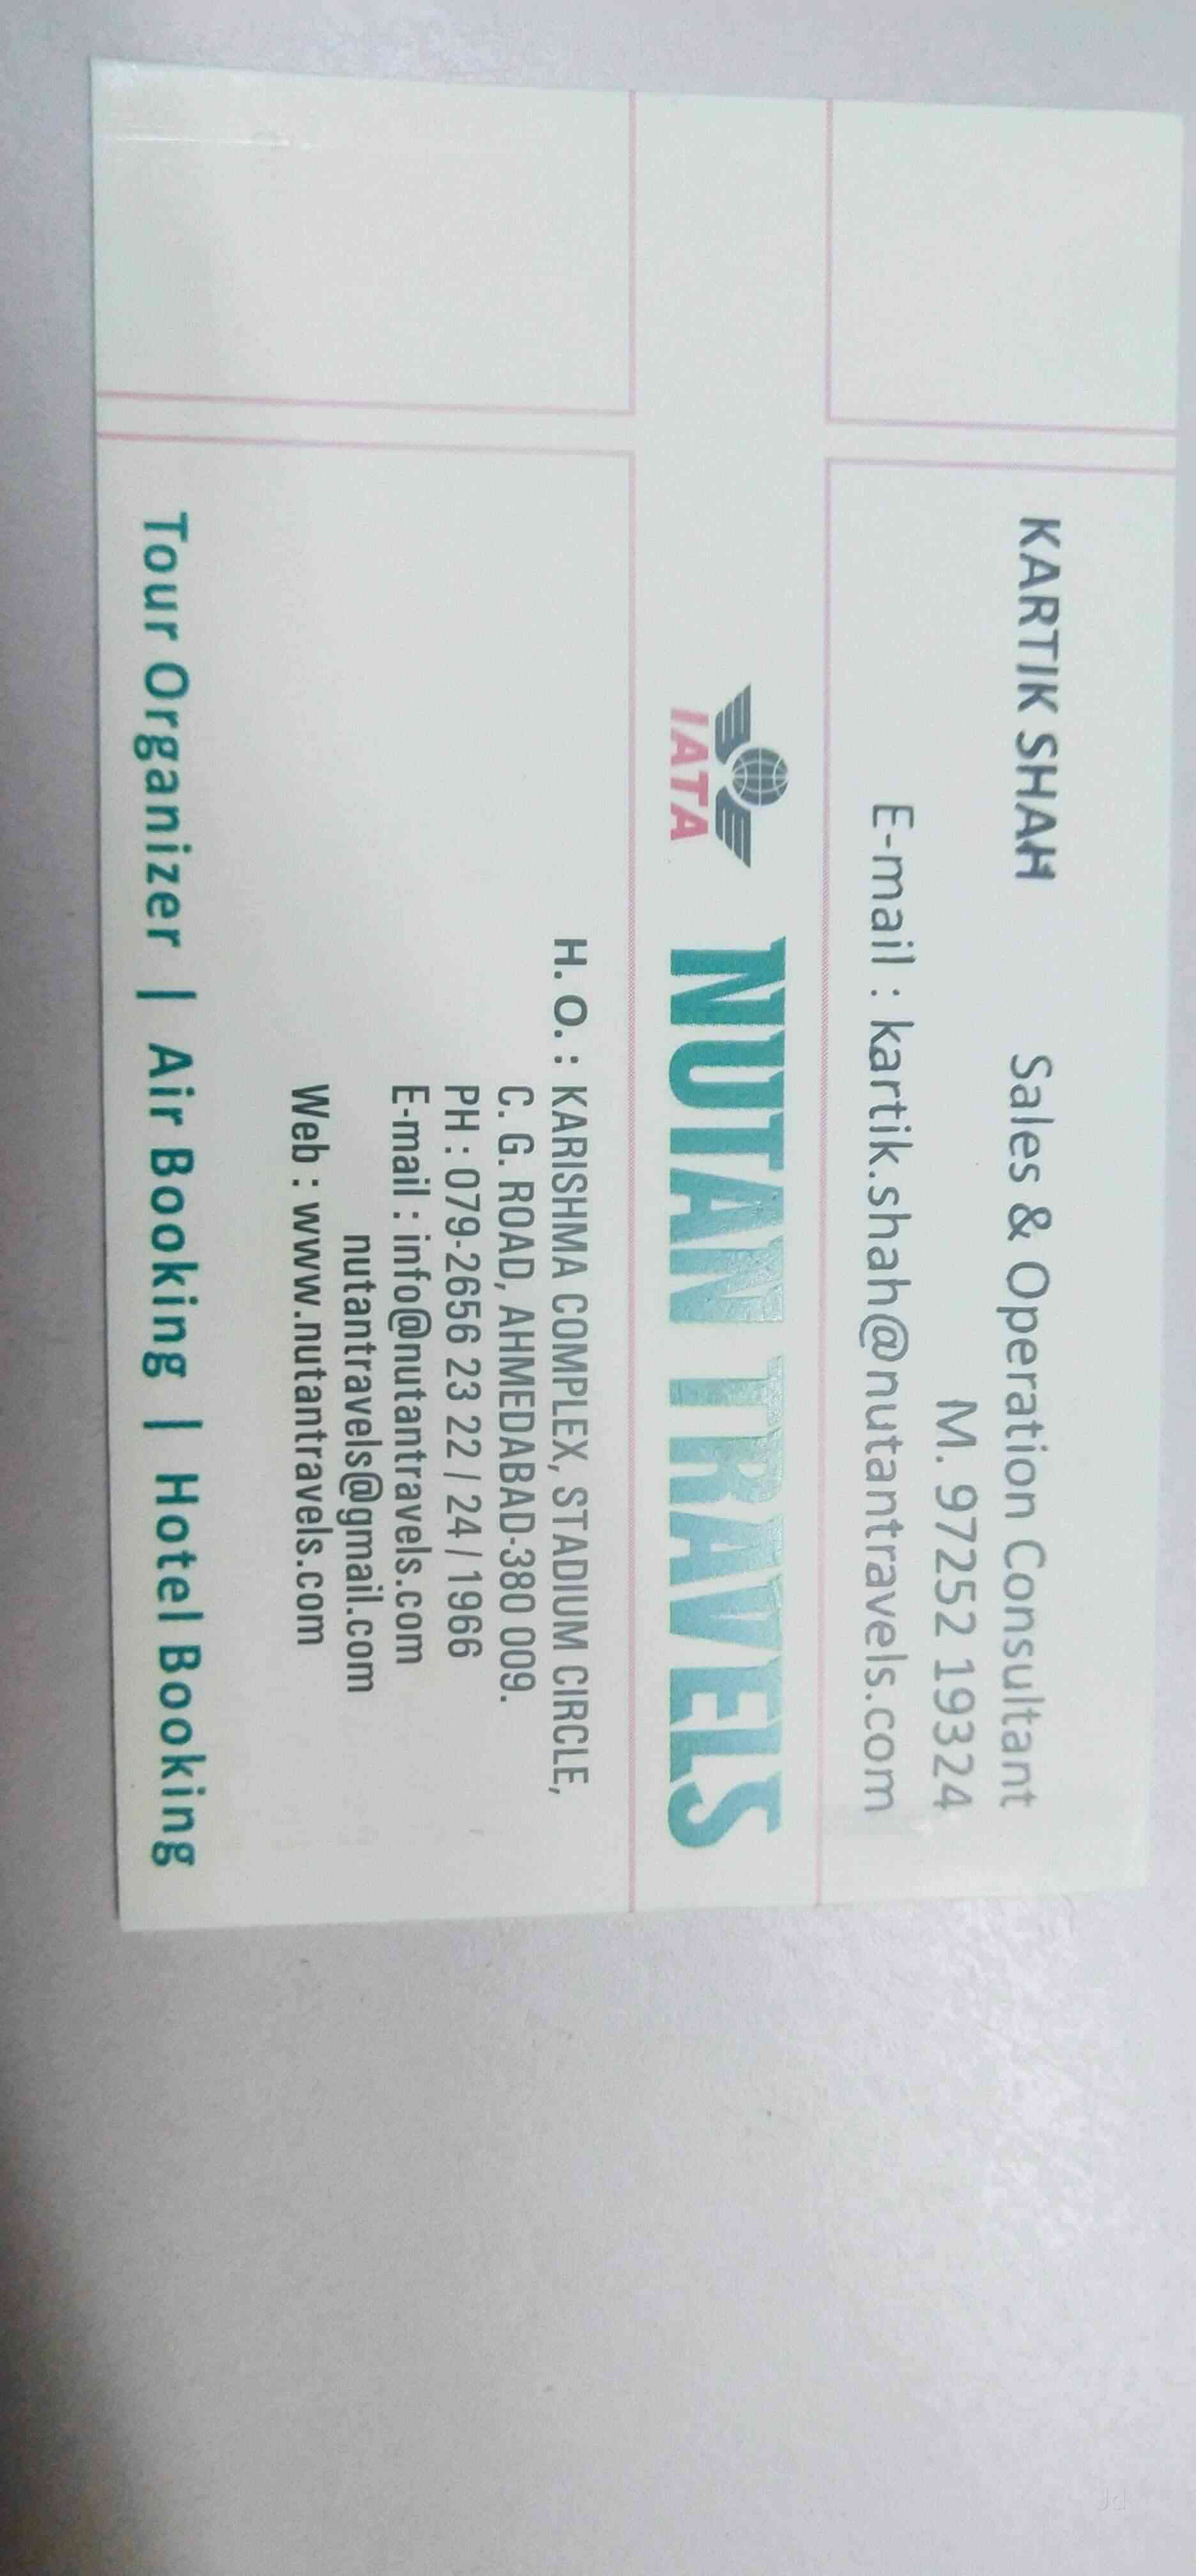 KARTIK SHAH
Sales & Operation Consultant
M. 97252 19324
E-mail : kartik.shah@nutantravels.com
IATA
NUTAN TRAVELS
H. O. : KARISHMA COMPLEX, STADIUM CIRCLE,
C. G. ROAD, AHMEDABAD-380 009.
PH : 079-2656 23 22 / 24 / 1966
E-mail : info@nutantravels.com
nutantravels@gmail.com
Web : www.nutantravels.com
Tour Organizer | Air Booking | Hotel Booking
Jd